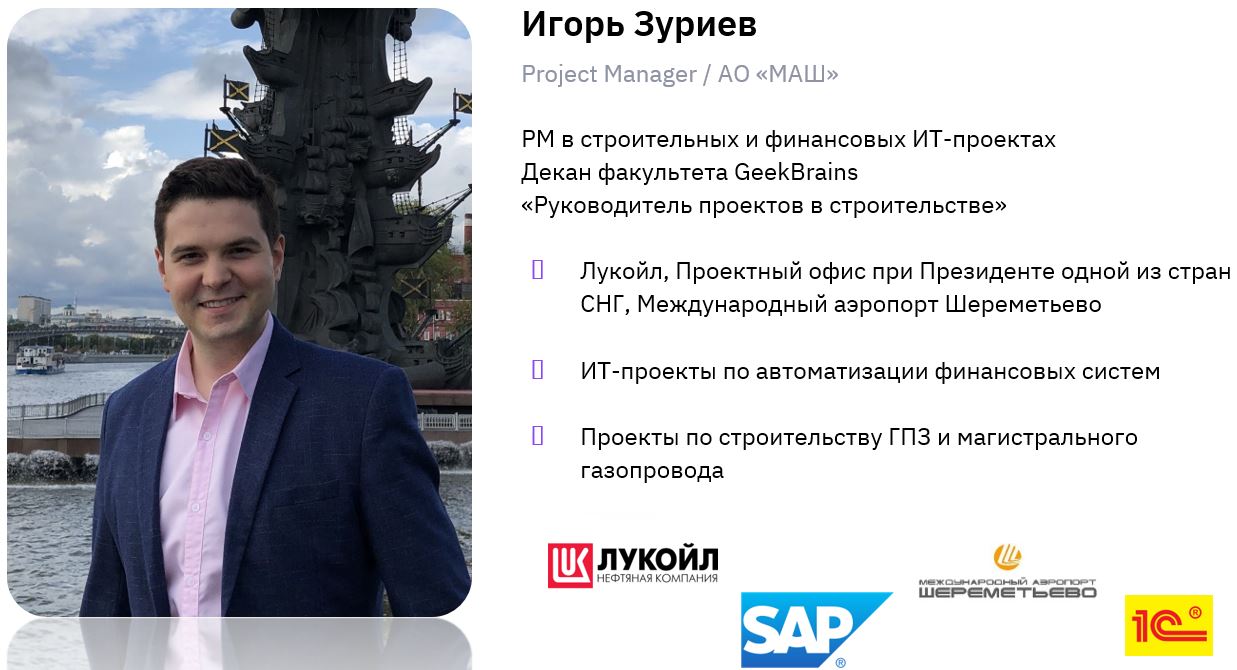 Игорь Зуриев
Project Manager / АО «МАШ»
РМ в строительных и финансовых ИТ-проектах
Декан факультета GeekBrains
«Руководитель проектов в строительстве»
Лукойл, Проектный офис при Президенте одной из стран
СНГ, Международный аэропорт Шереметьево
ИТ-проекты по автоматизации финансовых систем
Проекты по строительству ГПЗ и магистрального
газопровода
LUK ЛУКОЙЛ
НЕФТЯНАЯ КОМПАНИЯ
МЕЖДУНАРОДНЫЙ АЭРОПОРТ
ШЕРЕМЕТЬЕВО
SAP®
1С®